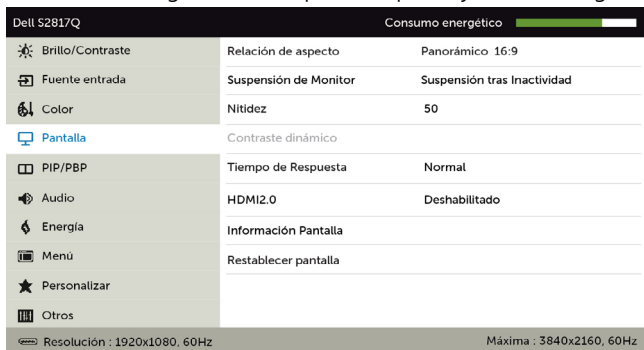 Dell S2817Q Consumo energético
Brillo/Contraste Relación de aspecto Panorámico 16:9
Fuente entrada Suspensión de Monitor Suspensión tras Inactividad
Color Nitidez 50
Pantalla Contraste dinámico
PIP/PBP Tiempo de Respuesta Normal
Audio HDMI2.0 Deshabilitado
Energía Información Pantalla
Menú Restablecer pantalla
Personalizar
Otros
Resolución : 1920x1080, 60Hz Máxima : 3840x2160, 60Hz